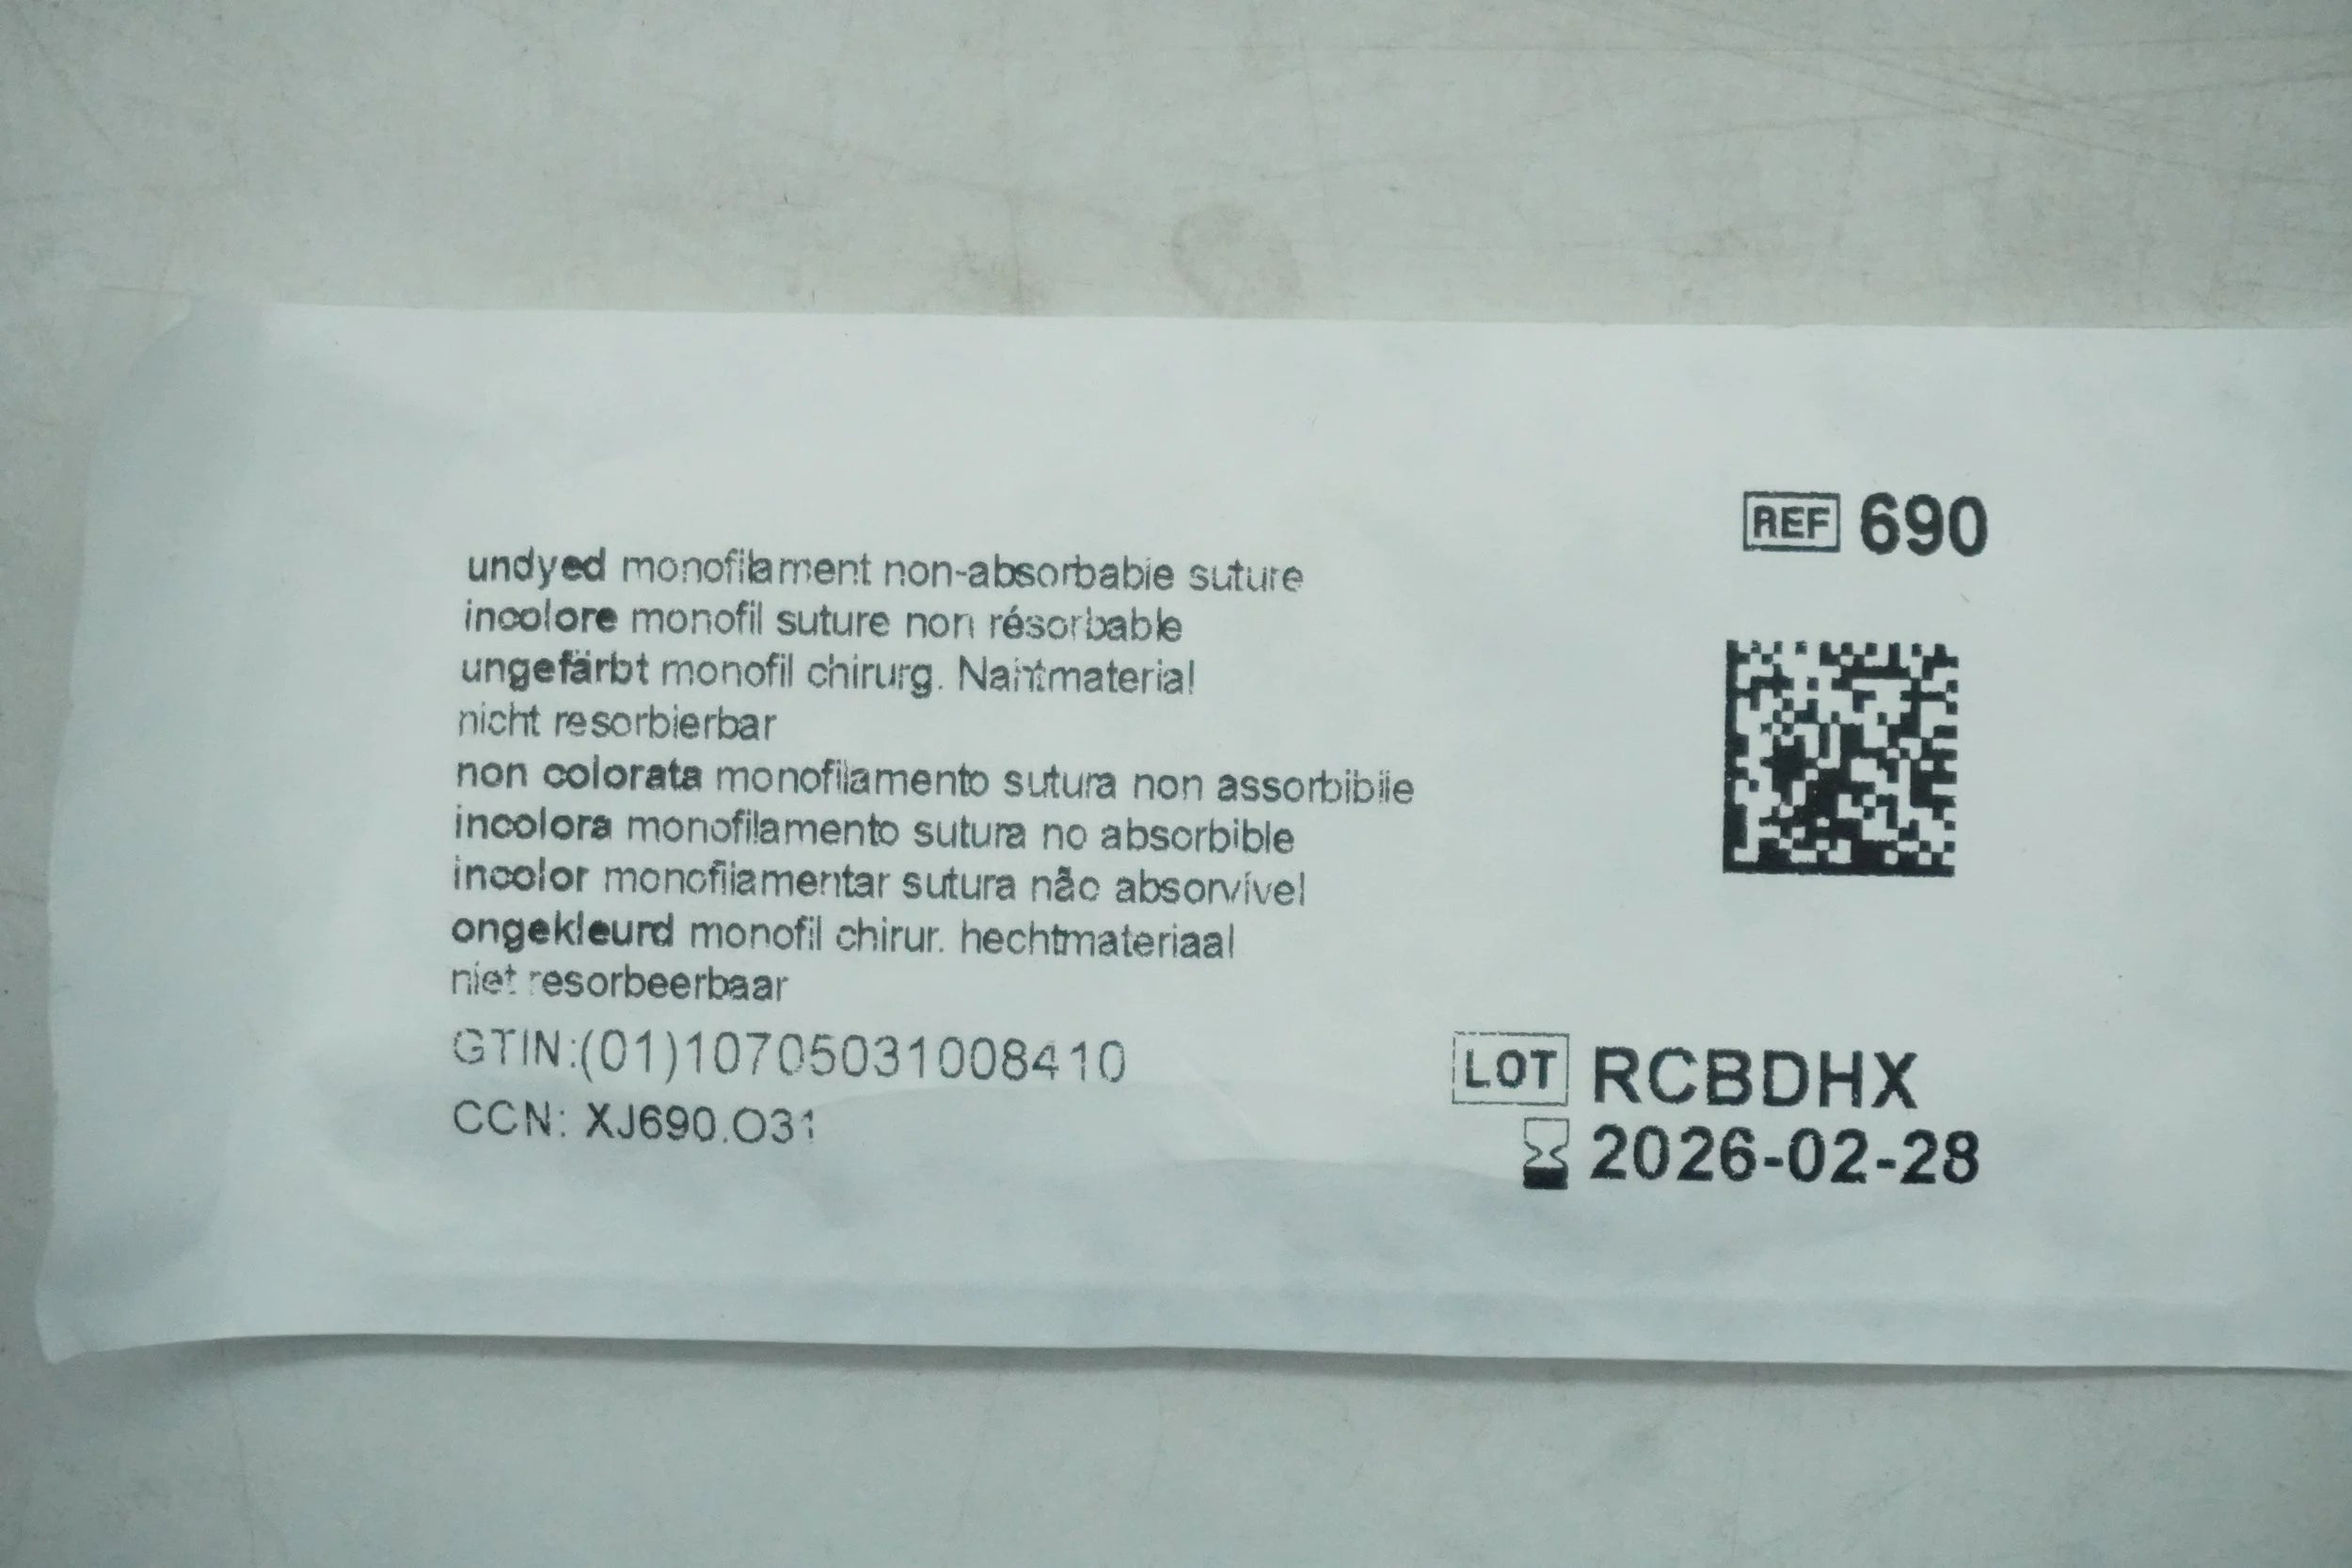 undyed monofilament non-absorbable suture
incolore monofil suture non résorbable
ungefärbt monofil chirurg. Nahtmaterial
nicht resorbierbar
non colorata monofilamento sutura non assorbibile
incolora monofilamento sutura no absorbible
incolor monofilamentar sutura não absorvível
ongekleurd monofil chirur. hechtmateriaal
niet resorbeerbaar
GTIN:(01)10705031008410
CCN: XJ690.O31
REF 690
LOT RCBDHX
2026-02-28